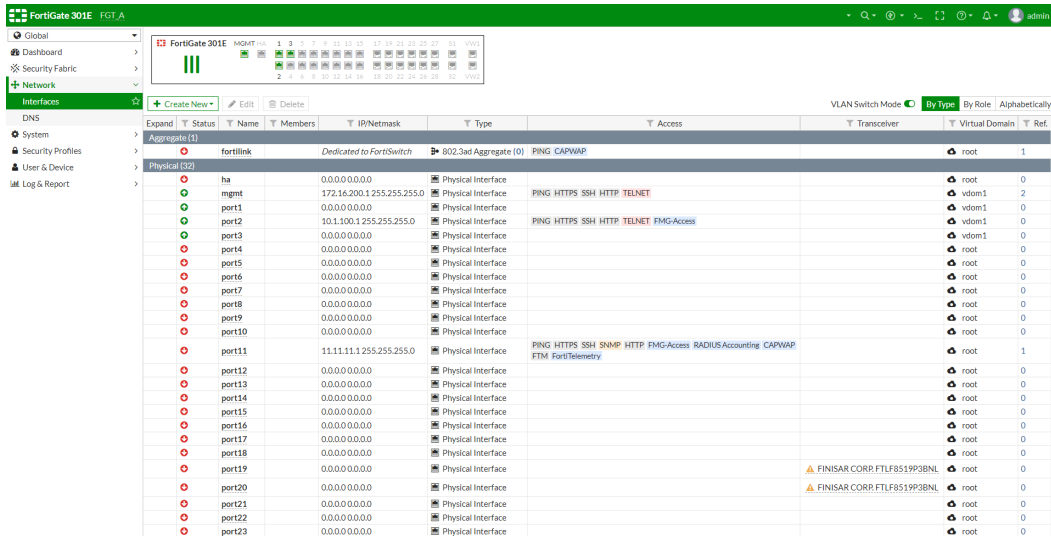 FortiGate 301E FGT_A admin
Global
Dashboard
Security Fabric
Network
Interfaces
DNS
System
Security Profiles
User & Device
Log & Report
FortiGate 301E MGMT HA 1 3 5 7 9 11 13 15 17 19 21 23 25 27 S1 VW1
2 4 6 8 10 12 14 16 18 20 22 24 26 28 S2 VW2
+ Create New Edit Delete VLAN Switch Mode By Type By Role Alphabetically
Expand Status Name Members IP/Netmask Type Access Transceiver Virtual Domain Ref.
Aggregate (1)
fortilink Dedicated to FortiSwitch 802.3ad Aggregate (0) PING CAPWAP root 1
Physical (32)
ha 0.0.0.0 0.0.0.0 Physical Interface root 0
mgmt 172.16.200.1 255.255.255.0 Physical Interface PING HTTPS SSH HTTP TELNET vdom1 2
port1 0.0.0.0 0.0.0.0 Physical Interface vdom1 0
port2 10.1.100.1 255.255.255.0 Physical Interface PING HTTPS SSH HTTP TELNET FMG-Access vdom1 0
port3 0.0.0.0 0.0.0.0 Physical Interface vdom1 0
port4 0.0.0.0 0.0.0.0 Physical Interface root 0
port5 0.0.0.0 0.0.0.0 Physical Interface root 0
port6 0.0.0.0 0.0.0.0 Physical Interface root 0
port7 0.0.0.0 0.0.0.0 Physical Interface root 0
port8 0.0.0.0 0.0.0.0 Physical Interface root 0
port9 0.0.0.0 0.0.0.0 Physical Interface root 0
port10 0.0.0.0 0.0.0.0 Physical Interface root 0
port11 11.11.11.1 255.255.255.0 Physical Interface PING HTTPS SSH SNMP HTTP FMG-Access RADIUS Accounting CAPWAP root 1
FTM FortiTelemetry
port12 0.0.0.0 0.0.0.0 Physical Interface root 0
port13 0.0.0.0 0.0.0.0 Physical Interface root 0
port14 0.0.0.0 0.0.0.0 Physical Interface root 0
port15 0.0.0.0 0.0.0.0 Physical Interface root 0
port16 0.0.0.0 0.0.0.0 Physical Interface root 0
port17 0.0.0.0 0.0.0.0 Physical Interface root 0
port18 0.0.0.0 0.0.0.0 Physical Interface root 0
port19 0.0.0.0 0.0.0.0 Physical Interface FINISAR CORP. FTLF8519P3BNL root 0
port20 0.0.0.0 0.0.0.0 Physical Interface FINISAR CORP. FTLF8519P3BNL root 0
port21 0.0.0.0 0.0.0.0 Physical Interface root 0
port22 0.0.0.0 0.0.0.0 Physical Interface root 0
port23 0.0.0.0 0.0.0.0 Physical Interface root 0